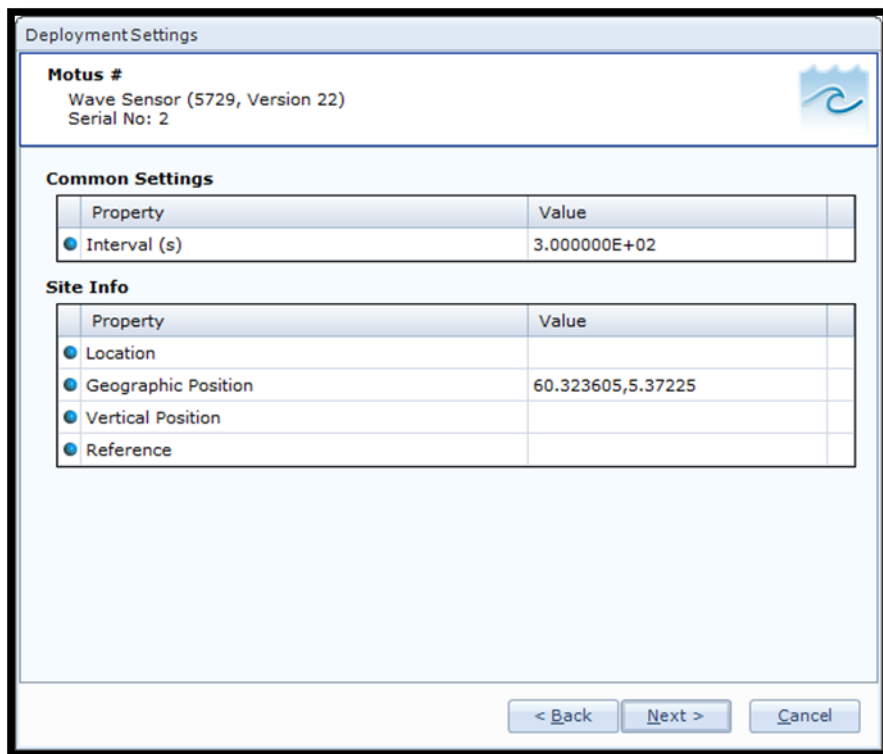 Deployment Settings
Motus #
Wave Sensor (5729, Version 22)
Serial No: 2
Common Settings
Property Value
Interval (s) 3.000000E+02
Site Info
Property Value
Location
Geographic Position 60.323605,5.37225
Vertical Position
Reference
< Back Next > Cancel